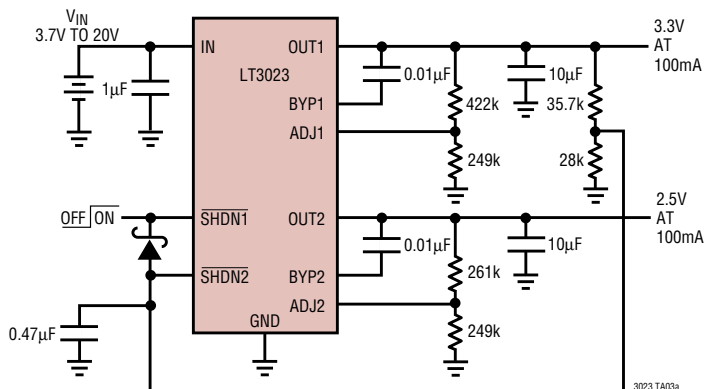 V_IN
3.7V TO 20V
1µF
IN
OUT1
LT3023
BYP1
ADJ1
0.01µF
422k
249k
10µF
35.7k
28k
3.3V
AT
100mA
OFF ON
SHDN1
SHDN2
OUT2
BYP2
ADJ2
GND
0.47µF
0.01µF
261k
249k
10µF
2.5V
AT
100mA
3023 TA03a